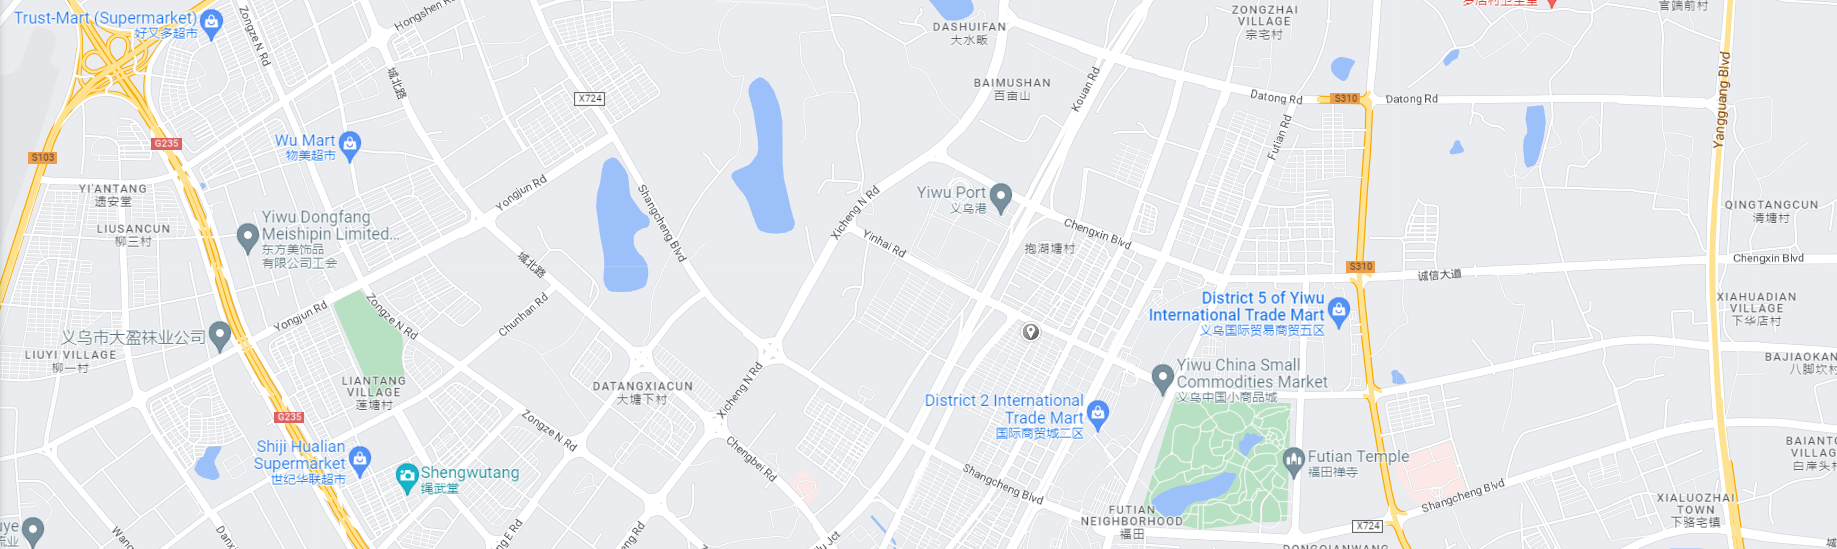 Trust-Mart (Supermarket)
好又多超市
Zongze N Rd
Hongshen Rd
城北路
X724
DASHUIFAN
大水畈
ZONGZHAI
VILLAGE
宗宅村
官塘前村
BAIMUSHAN
百亩山
Kouan Rd
Datong Rd
S310
Datong Rd
Yangguang Blvd
Futian Rd
G235
S103
Wu Mart
物美超市
YI'ANTANG
遗安堂
LIUSANCUN
柳三村
Yiwu Dongfang
Meishipin Limited...
东方美饰品
有限公司工会
Yongjun Rd
Shangcheng Blvd
Xicheng N Rd
Yiwu Port
义乌港
Chengxin Blvd
Yinhai Rd
抱湖塘村
QINGTANGCUN
清塘村
S310
诚信大道
Chengxin Blvd
城北路
Chunhan Rd
Zongze N Rd
Yongjun Rd
District 5 of Yiwu
International Trade Mart
义乌国际贸易商贸五区
XIAHUADIAN
VILLAGE
下华店村
义乌市大盈袜业公司
LIUYI VILLAGE
柳一村
LIANTANG
VILLAGE
莲塘村
DATANGXIACUN
大塘下村
Xicheng N Rd
Yiwu China Small
Commodities Market
义乌中国小商品城
BAJIAOKAN
八脚坎村
District 2 International
Trade Mart
国际商贸城二区
G235
Zongze N Rd
Chengbei Rd
Shiji Hualian
Supermarket
世纪华联超市
Shengwutang
绳武堂
Shangcheng Blvd
Futian Temple
福田禅寺
Shangcheng Blvd
FUTIAN
NEIGHBORHOOD
福田
X724
XIALUOZHAI
TOWN
下骆宅镇
白岸头村